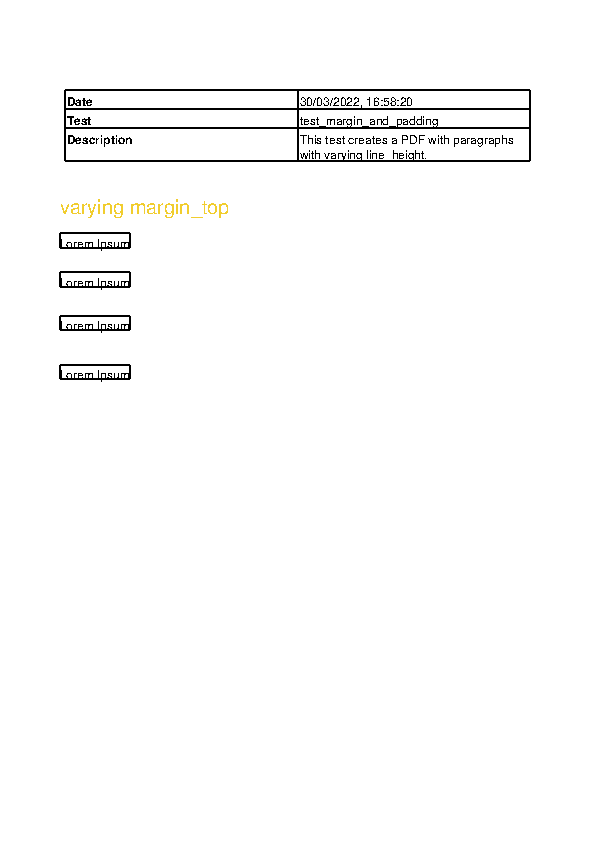 Date 30/03/2022, 16:58:20
Test test_margin_and_padding
Description This test creates a PDF with paragraphs
with varying line_height.
varying margin_top
Lorem Ipsum
Lorem Ipsum
Lorem Ipsum
Lorem Ipsum